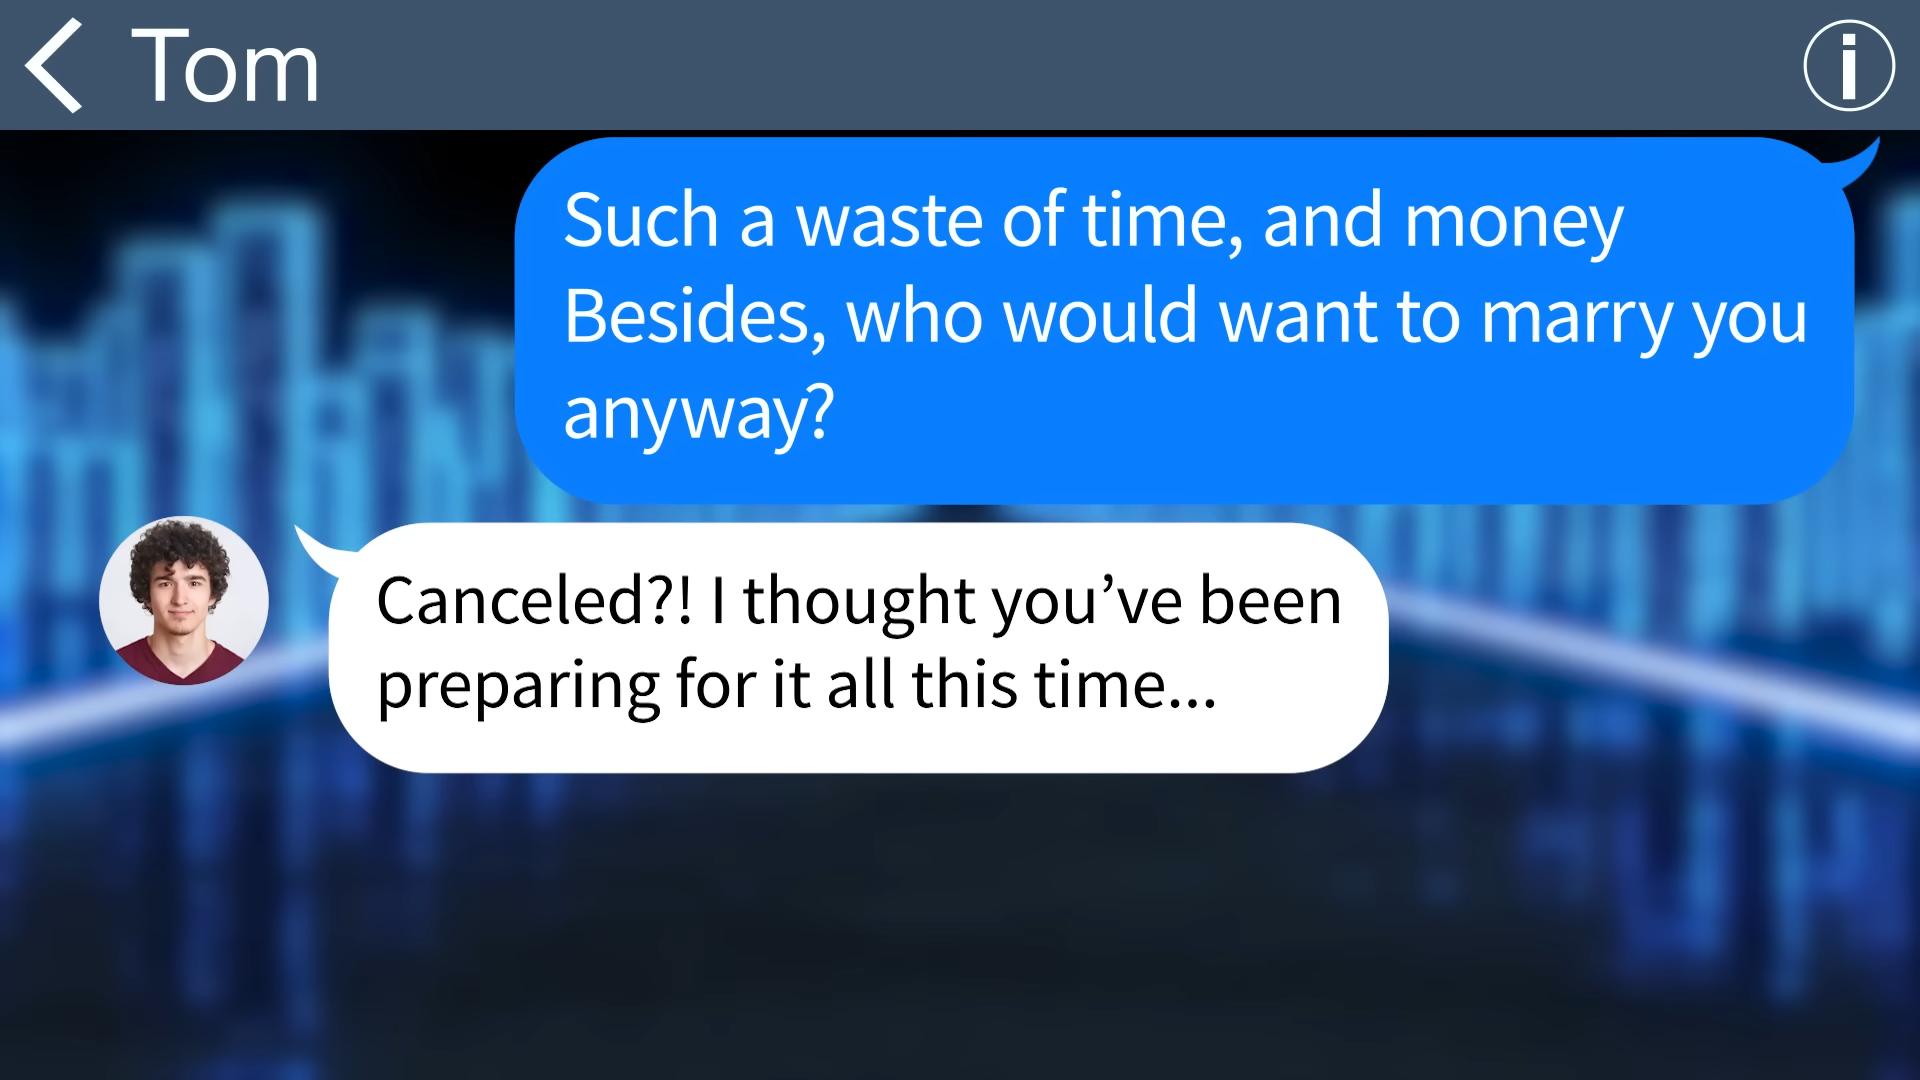 Tom
Such a waste of time, and money
Besides, who would want to marry you
anyway?
Canceled?! I thought you’ve been
preparing for it all this time...